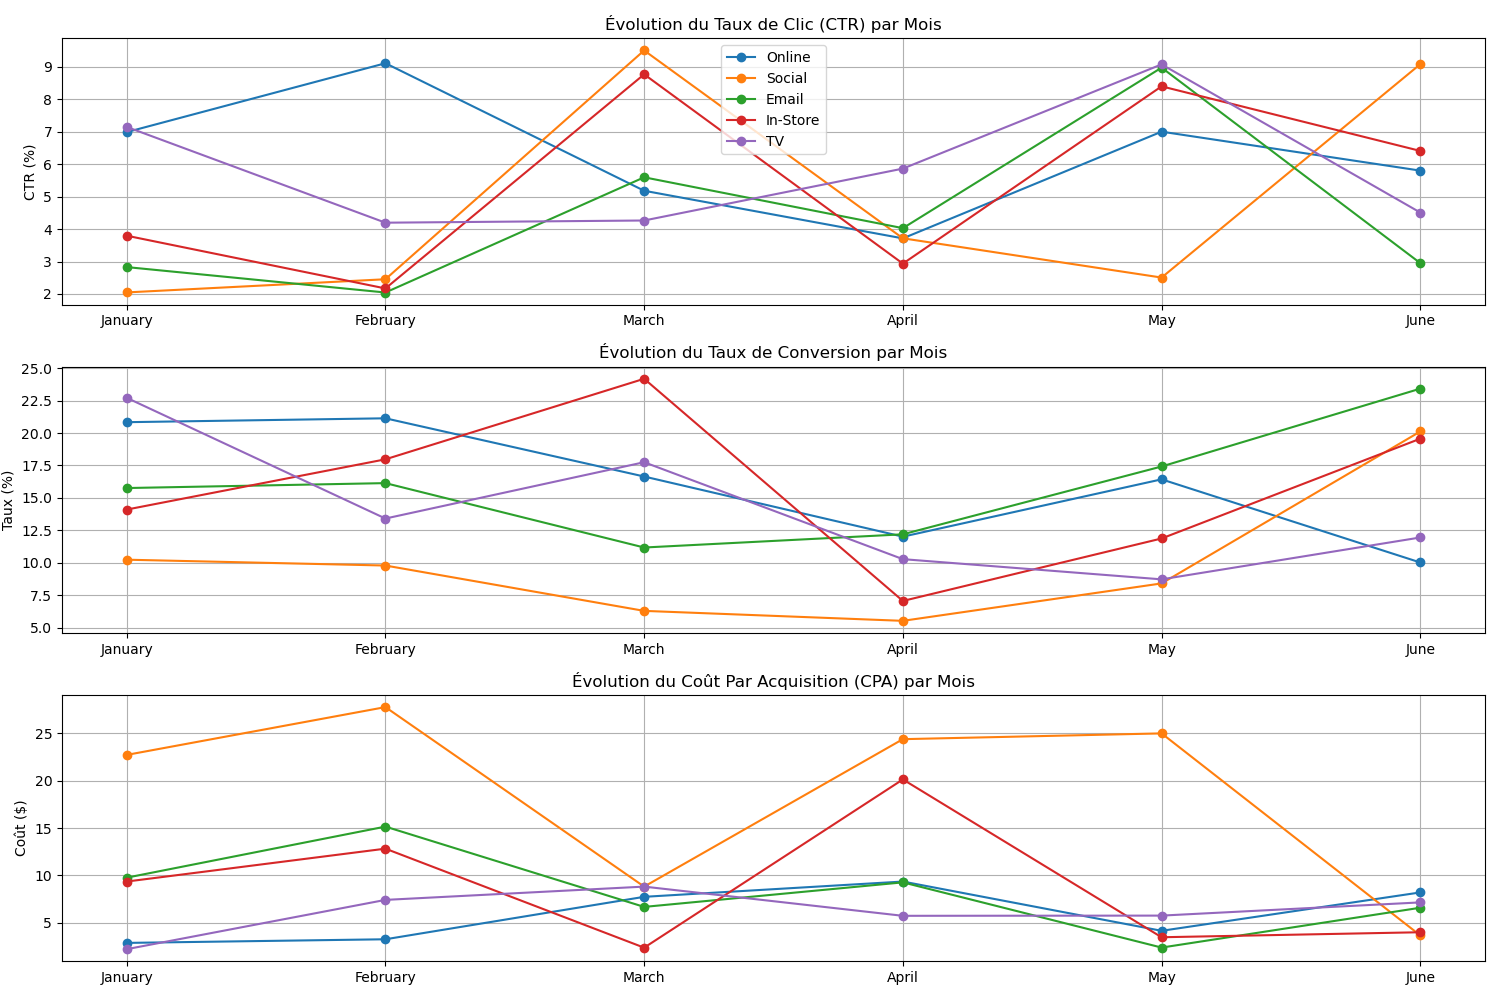 Évolution du Taux de Clic (CTR) par Mois
Online
Social
Email
In-Store
TV
CTR (%)
9
8
7
6
5
4
3
2
January February March April May June
Évolution du Taux de Conversion par Mois
Taux (%)
25.0
22.5
20.0
17.5
15.0
12.5
10.0
7.5
5.0
January February March April May June
Évolution du Coût Par Acquisition (CPA) par Mois
Coût ($)
25
20
15
10
5
January February March April May June